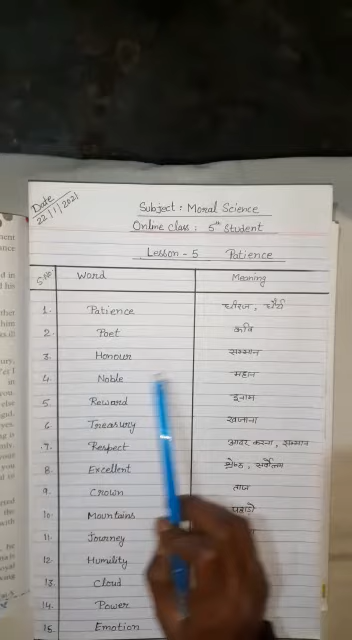 Date
22/1/2021
Subject : Moral Science
Online Class : 5th Student
Lesson - 5 Patience
S.No Word Meaning
1. Patience धीरज, धैर्य
2. Poet कवि
3. Honour सम्मान
4. Noble महान
5. Reward इनाम
6. Treasury खजाना
7. Respect आदर करना, सम्मान
8. Excellent श्रेष्ठ, सर्वोत्तम
9. Crown ताज
10. Mountains पहाड़ों
11. Journey
12. Humility
13. Cloud
14. Power
15. Emotion